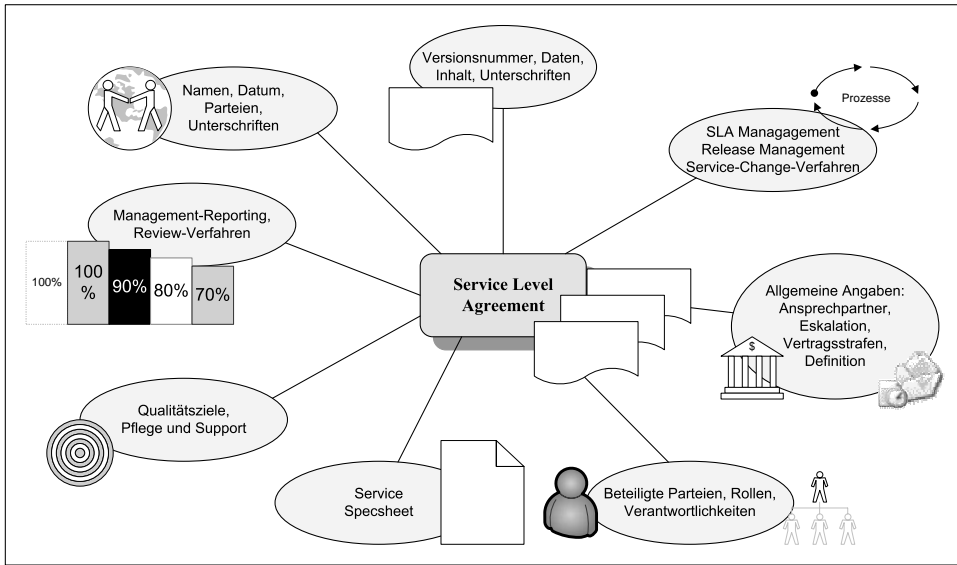 Versionsnummer, Daten,
Inhalt, Unterschriften
Namen, Datum,
Parteien,
Unterschriften
Prozesse
SLA Managagement
Release Management
Service-Change-Verfahren
Management-Reporting,
Review-Verfahren
100%
100
%
90%
80%
70%
Service Level
Agreement
Allgemeine Angaben:
Ansprechpartner,
Eskalation,
Vertragsstrafen,
Definition
$
Qualitätsziele,
Pflege und Support
Service
Specsheet
Beteiligte Parteien, Rollen,
Verantwortlichkeiten